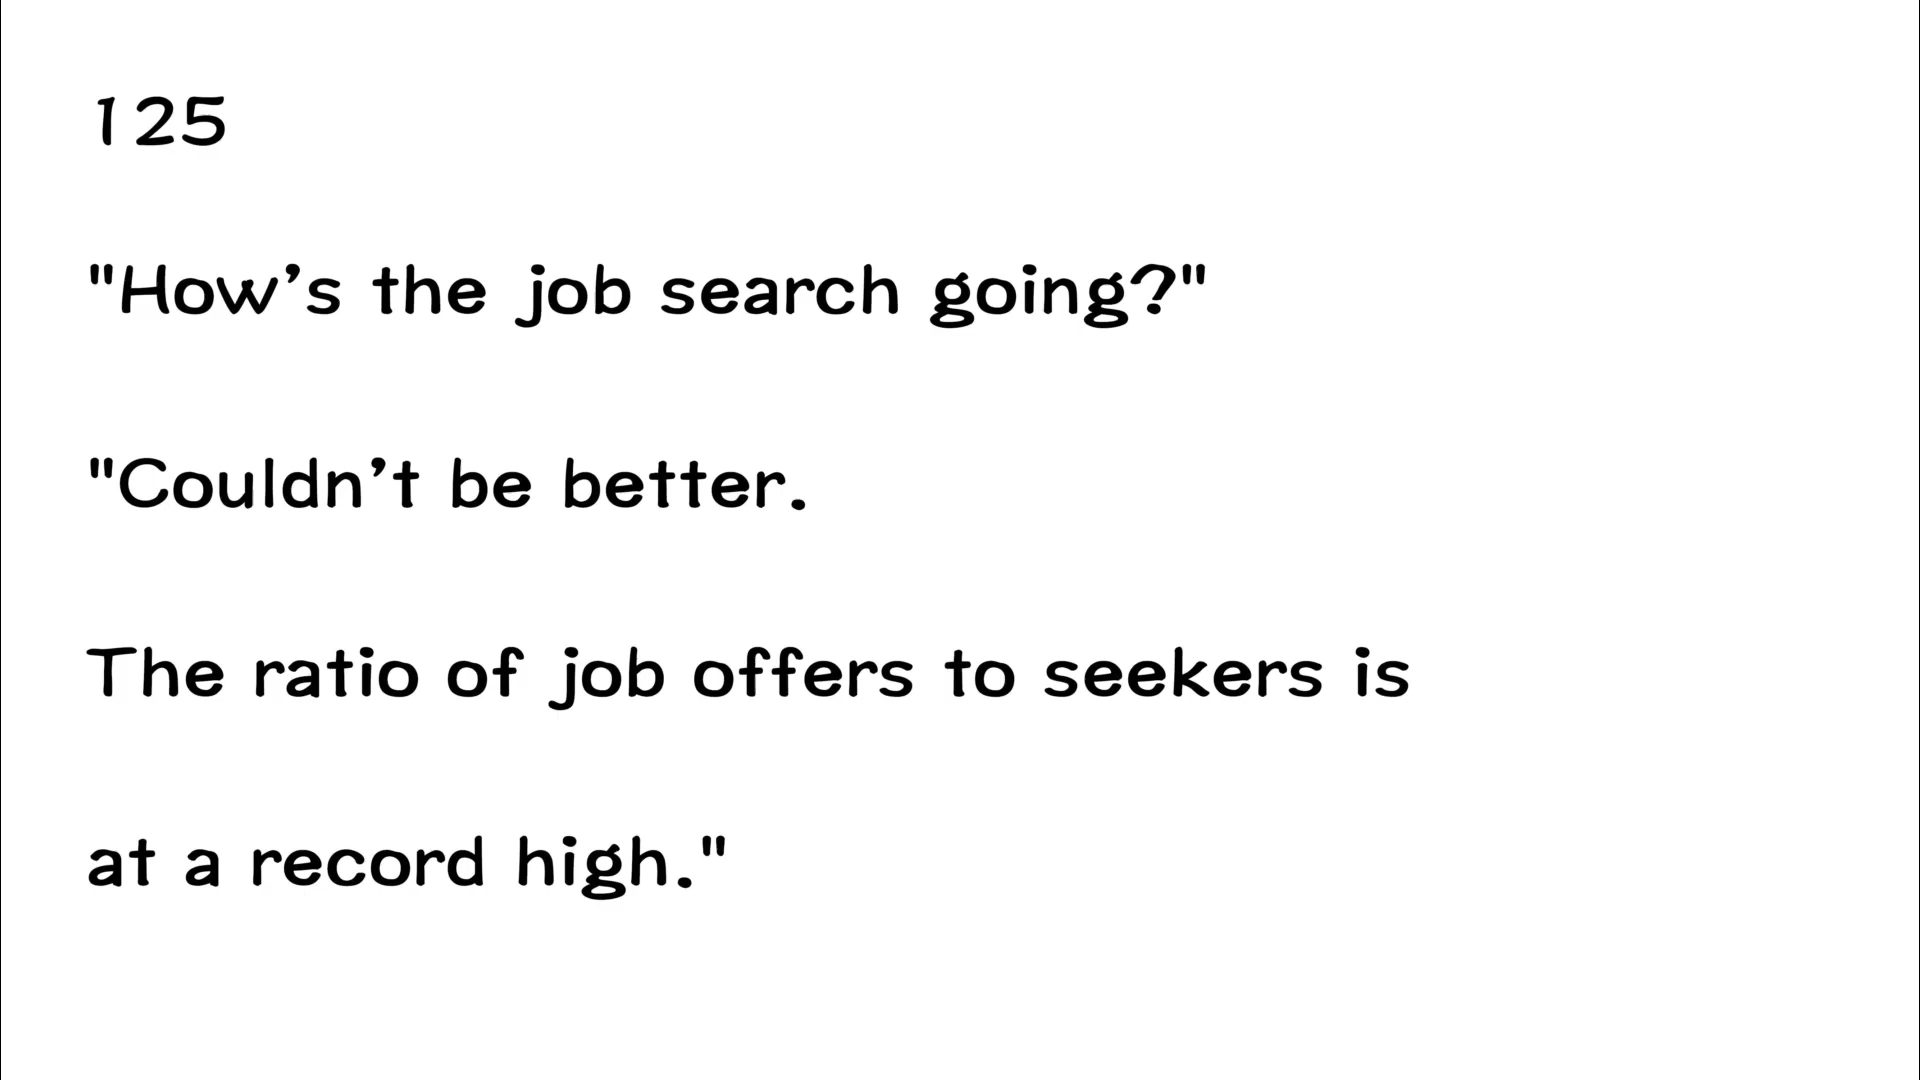 125
"How’s the job search going?"
"Couldn’t be better.
The ratio of job offers to seekers is
at a record high."